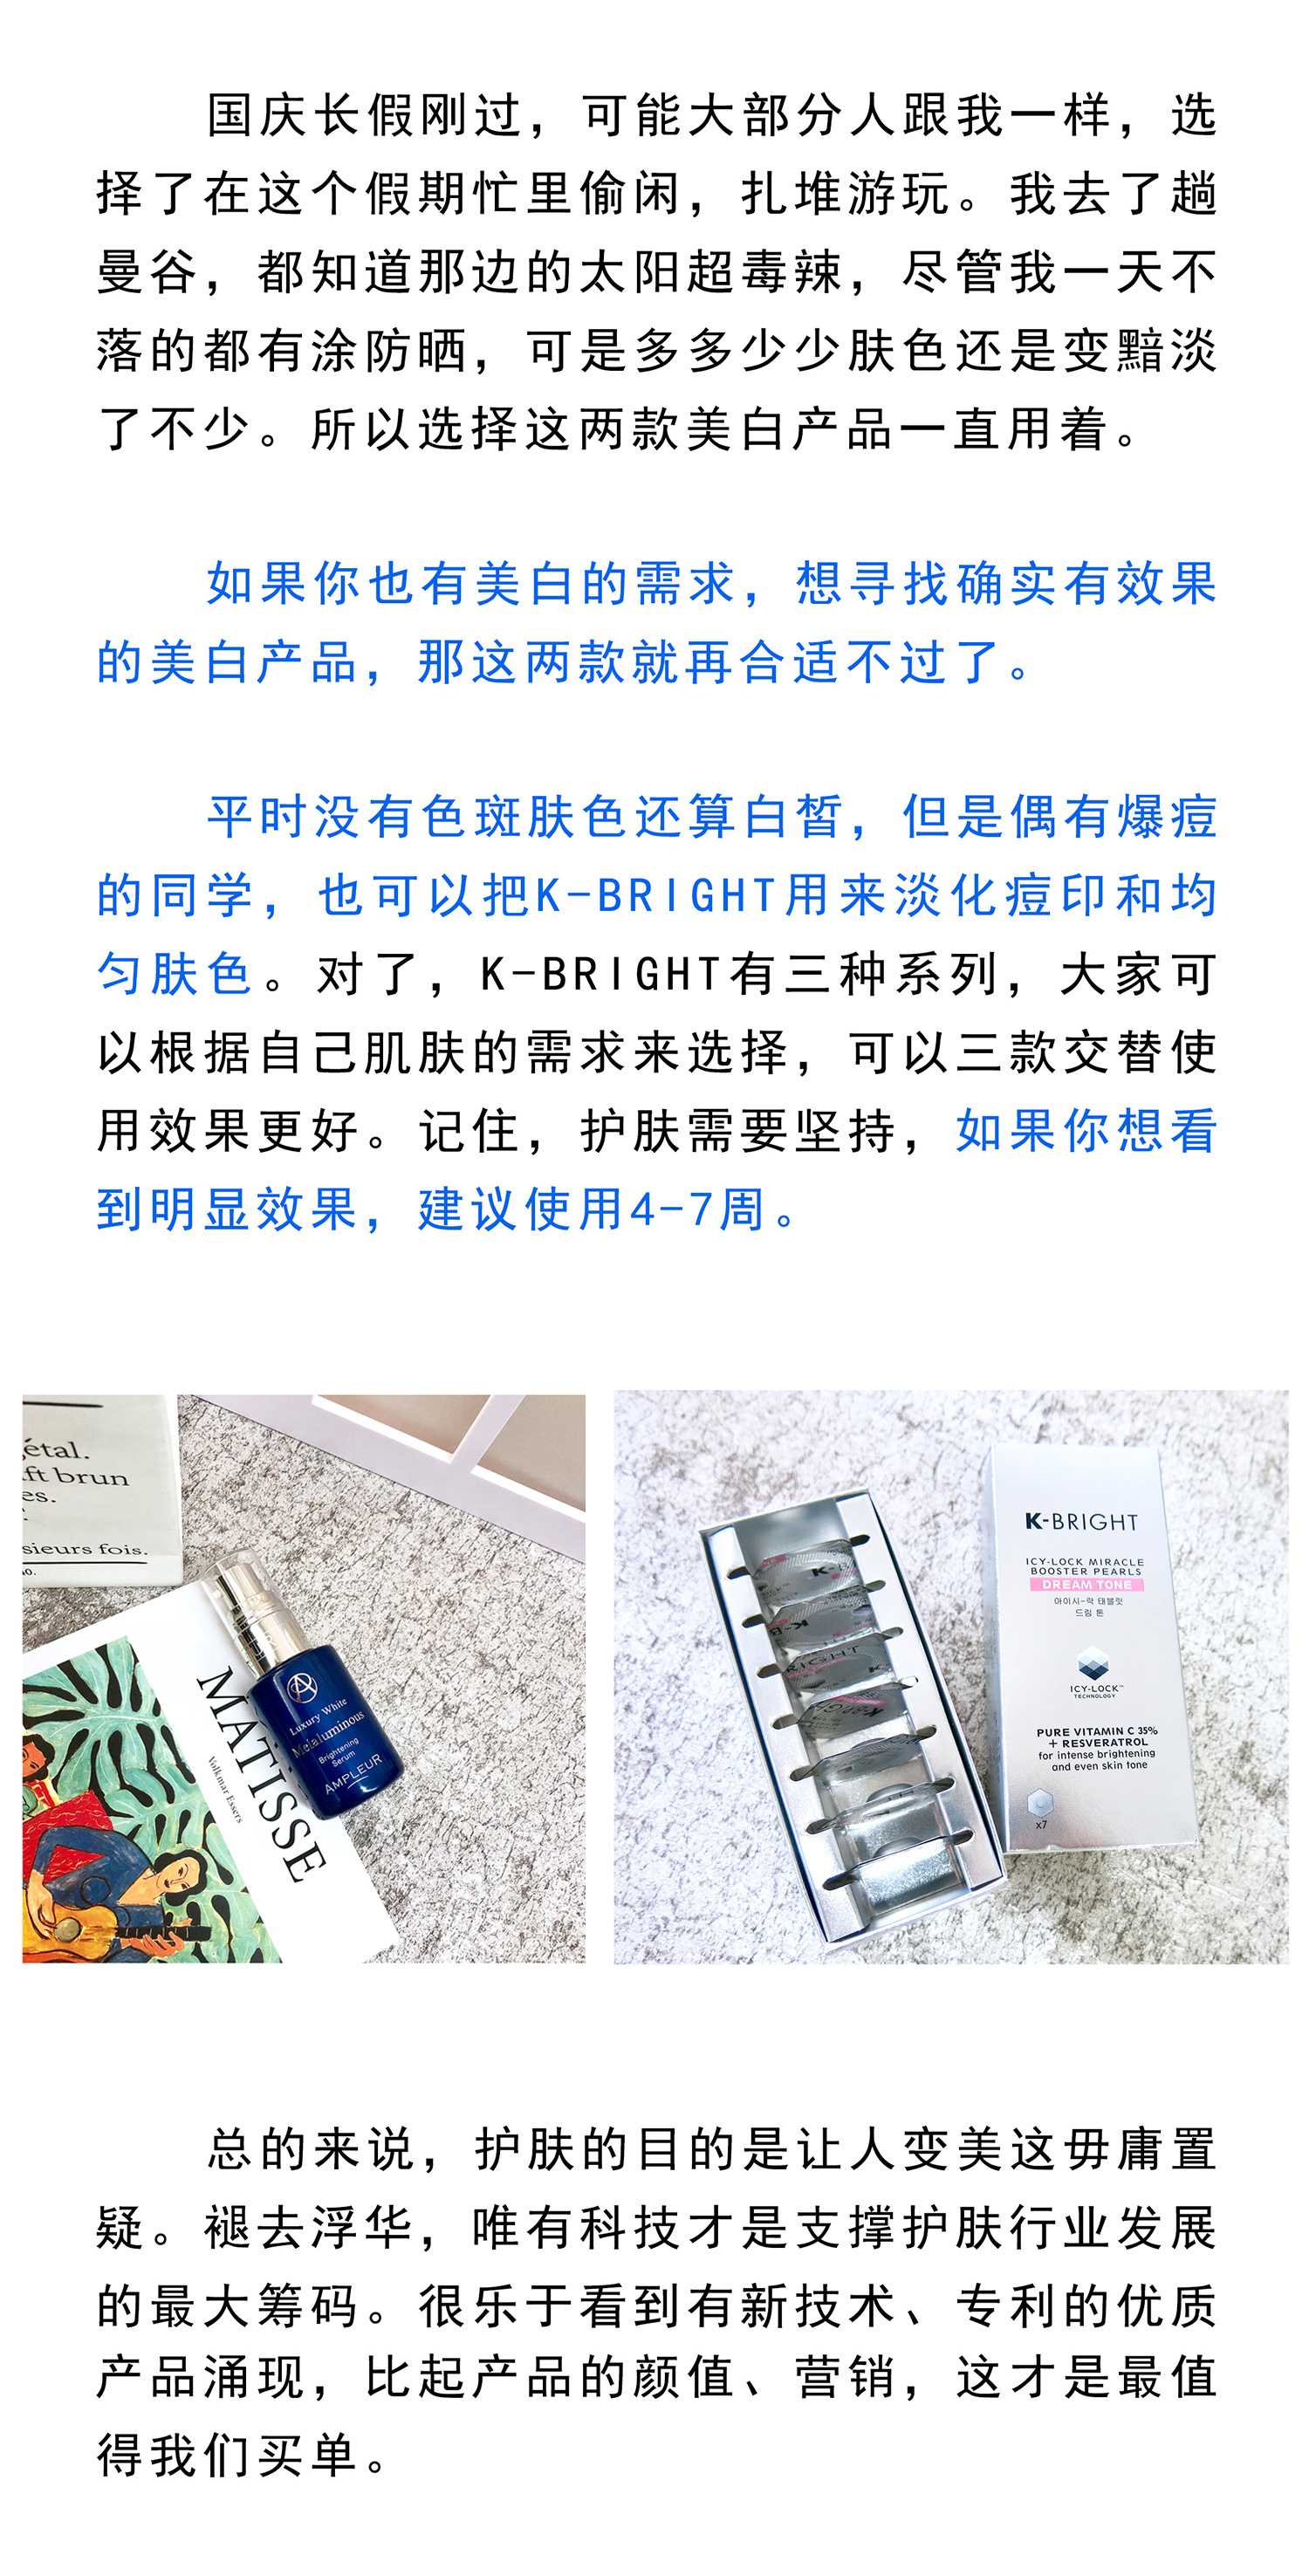 国庆长假刚过，可能大部分人跟我一样，选
择了在这个假期忙里偷闲，扎堆游玩。我去了趟
曼谷，都知道那边的太阳超毒辣，尽管我一天不
落的都有涂防晒，可是多多少少肤色还是变黯淡
了不少。所以选择这两款美白产品一直用着。
如果你也有美白的需求，想寻找确实有效果
的美白产品，那这两款就再合适不过了。
平时没有色斑肤色还算白皙，但是偶有爆痘
的同学，也可以把K-BRIGHT用来淡化痘印和均
匀肤色。对了，K-BRIGHT有三种系列，大家可
以根据自己肌肤的需求来选择，可以三款交替使
用效果更好。记住，护肤需要坚持，如果你想看
到明显效果，建议使用4-7周。
étal.
ft brun
es.
sieurs fois.
MATISSE
Volkmar Essers
Luxury White
Melaluminous
Brightening
Serum
AMPLEUR
RIGHT
K-BRIGHT
ICY-LOCK MIRACLE
BOOSTER PEARLS
DREAM TONE
아이시-락 태블릿
드림 톤
ICY-LOCK™
TECHNOLOGY
PURE VITAMIN C 35%
+ RESVERATROL
for intense brightening
and even skin tone
x7
总的来说，护肤的目的是让人变美这毋庸置
疑。褪去浮华，唯有科技才是支撑护肤行业发展
的最大筹码。很乐于看到有新技术、专利的优质
产品涌现，比起产品的颜值、营销，这才是最值
得我们买单。